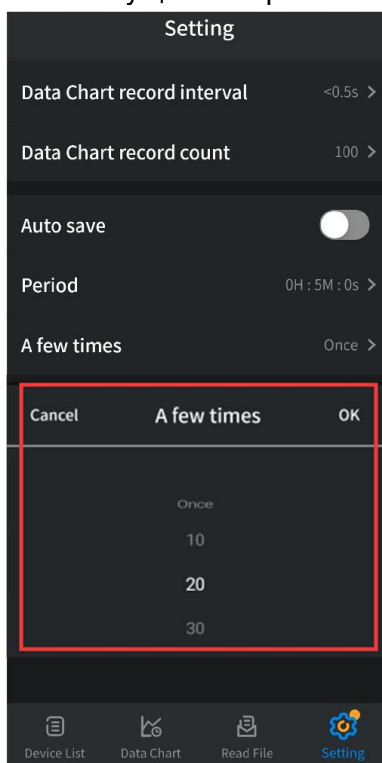 Setting
Data Chart record interval <0.5s >
Data Chart record count 100 >
Auto save
Period 0H : 5M : 0s >
A few times Once >
Cancel A few times OK
Once
10
20
30
Device List Data Chart Read File Setting